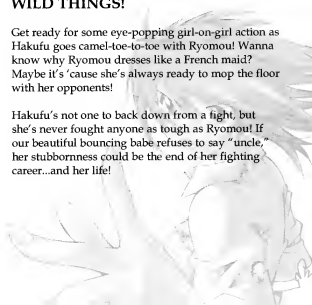 WILD THINGS!
Get ready for some eye-popping girl-on-girl action as
Hakufu goes camel-toe-to-toe with Ryomou! Wanna
know why Ryomou dresses like a French maid?
Maybe it's 'cause she's always ready to mop the floor
with her opponents!
Hakufu's not one to back down from a fight, but
she's never fought anyone as tough as Ryomou! If
our beautiful bouncing babe refuses to say "uncle,"
her stubbornness could be the end of her fighting
career...and her life!